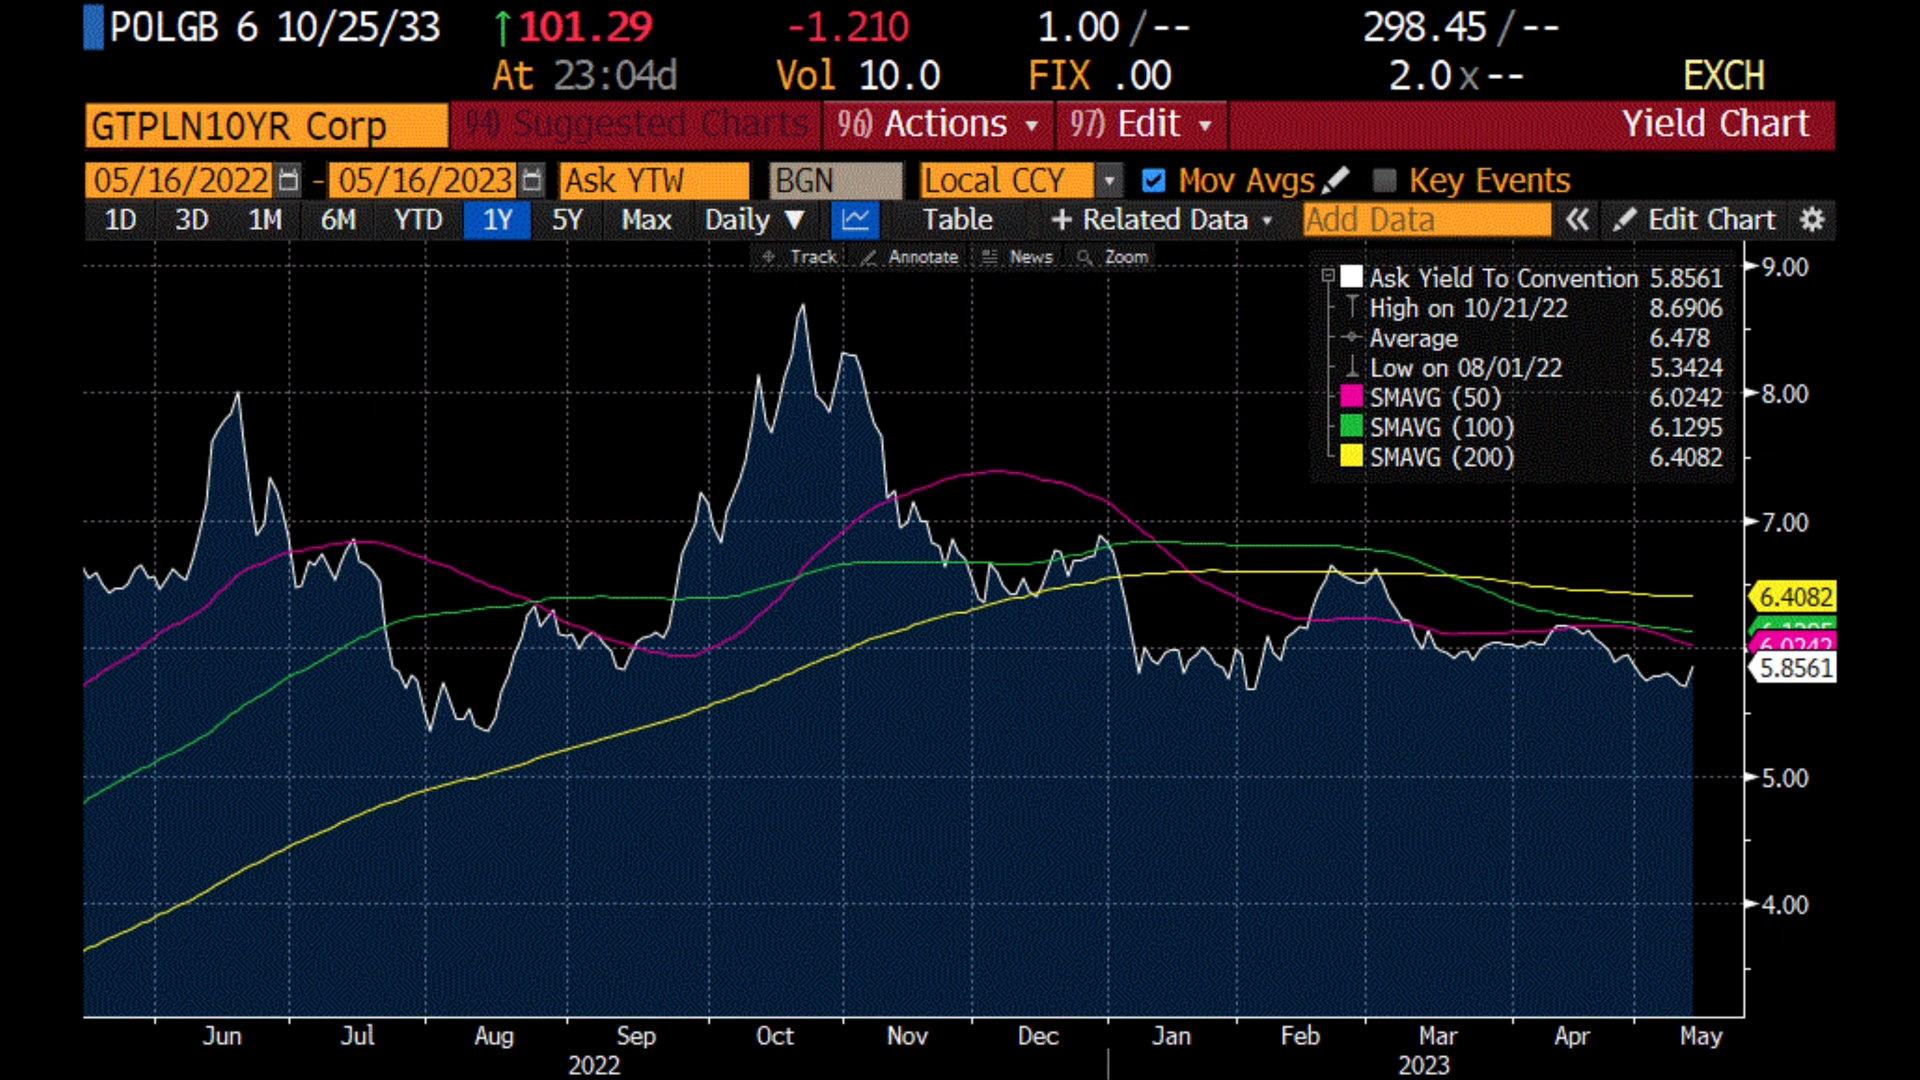 POLGB 6 10/25/33 ↑101.29 -1.210 1.00/-- 298.45/--
At 23:04d Vol 10.0 FIX .00 2.0x-- EXCH
GTPLN10YR Corp 94) Suggested Charts 96) Actions 97) Edit Yield Chart
05/16/2022 - 05/16/2023 Ask YTW BGN Local CCY Mov Avgs Key Events
1D 3D 1M 6M YTD 1Y 5Y Max Daily ▼ Table + Related Data Add Data « Edit Chart
Track Annotate News Zoom
Ask Yield To Convention 5.8561
High on 10/21/22 8.6906
Average 6.478
Low on 08/01/22 5.3424
SMAVG (50) 6.0242
SMAVG (100) 6.1295
SMAVG (200) 6.4082
9.00
8.00
7.00
6.4082
6.1295
6.0242
5.8561
5.00
4.00
Jun Jul Aug Sep Oct Nov Dec Jan Feb Mar Apr May
2022 2023